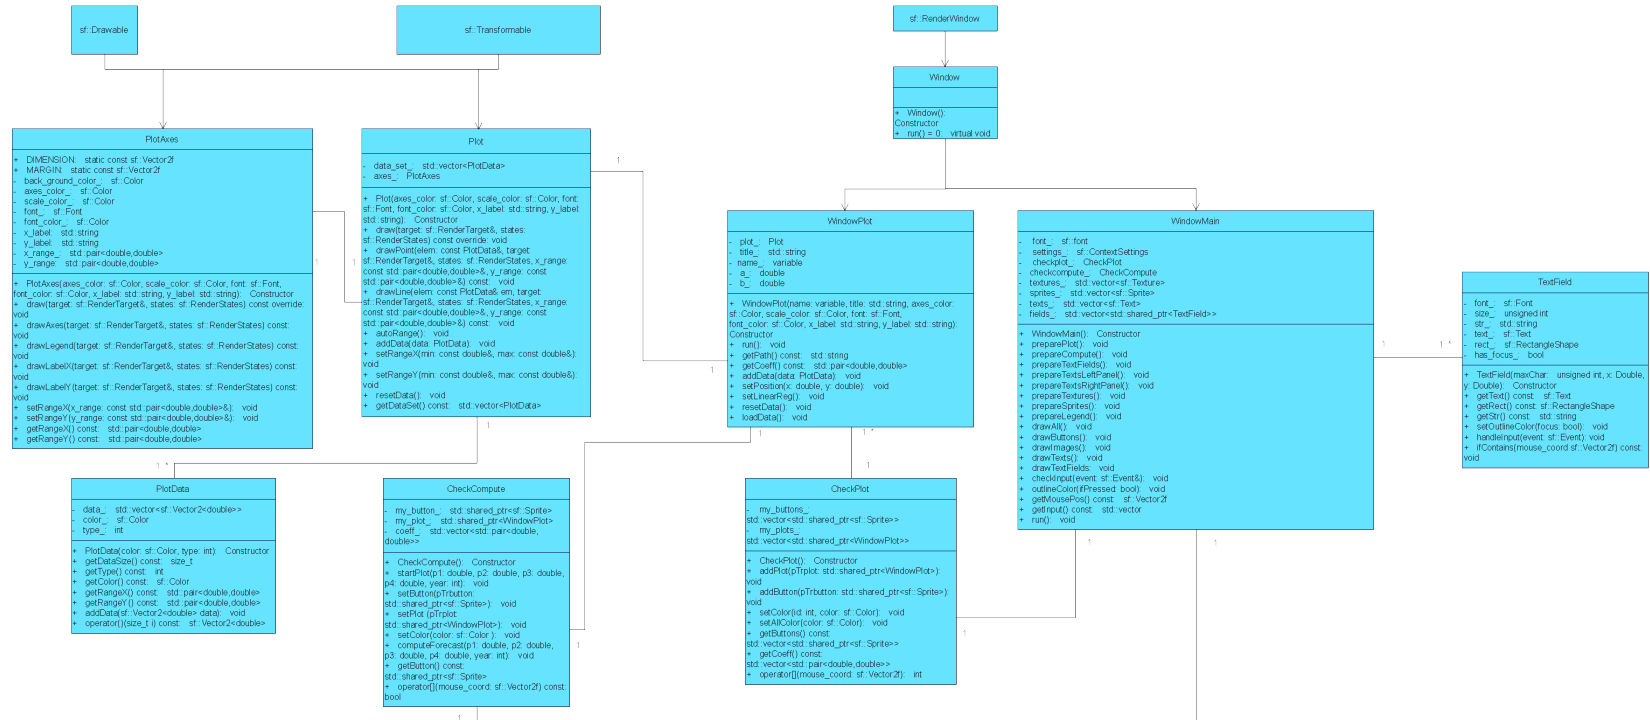 sf::Drawable
sf::Transformable
sf::RenderWindow
Window
+ Window():
Constructor
+ run() = 0: virtual void
PlotAxes
+ DIMENSION: static const sf::Vector2f
+ MARGIN: static const sf::Vector2f
- back_ground_color_: sf::Color
- axes_color_: sf::Color
- scale_color_: sf::Color
- font_: sf::Font
- font_color_: sf::Color
- x_label: std::string
- y_label: std::string
- x_range_: std::pair<double,double>
- y_range: std::pair<double,double>
+ PlotAxes(axes_color: sf::Color, scale_color: sf::Color, font: sf::Font,
font_color: sf::Color, x_label: std::string, y_label: std::string): Constructor
+ draw(target: sf::RenderTarget&, states: sf::RenderStates) const override:
void
+ drawAxes(target: sf::RenderTarget&, states: sf::RenderStates) const:
void
+ drawLegend(target: sf::RenderTarget&, states: sf::RenderStates) const:
void
+ drawLabelX(target: sf::RenderTarget&, states: sf::RenderStates) const:
void
+ drawLabelY(target: sf::RenderTarget&, states: sf::RenderStates) const:
void
+ setRangeX(x_range: const std::pair<double,double>&): void
+ setRangeY(y_range: const std::pair<double,double>&): void
+ getRangeX() const: std::pair<double,double>
+ getRangeY() const: std::pair<double,double>
1
1
Plot
- data_set_: std::vector<PlotData>
- axes_: PlotAxes
+ Plot(axes_color: sf::Color, scale_color: sf::Color, font:
sf::Font, font_color: sf::Color, x_label: std::string, y_label:
std::string): Constructor
+ draw(target: sf::RenderTarget&, states:
sf::RenderStates) const override: void
+ drawPoint(elem: const PlotData&, target:
sf::RenderTarget&, states: sf::RenderStates, x_range:
const std::pair<double,double>&, y_range: const
std::pair<double,double>&) const: void
+ drawLine(elem: const PlotData& em, target:
sf::RenderTarget&, states: sf::RenderStates, x_range:
const std::pair<double,double>&, y_range: const
std::pair<double,double>&) const: void
+ autoRange(): void
+ addData(data: PlotData): void
+ setRangeX(min: const double&, max: const double&):
void
+ setRangeY(min: const double&, max: const double&):
void
+ resetData(): void
+ getDataSet() const: std::vector<PlotData>
1
1
WindowPlot
- plot_: Plot
- title_: std::string
- name_: variable
- a_: double
- b_: double
+ WindowPlot(name: variable, title: std::string, axes_color:
sf::Color, scale_color: sf::Color, font: sf::Font,
font_color: sf::Color, x_label: std::string, y_label: std::string):
Constructor
+ run(): void
+ getPath() const: std::string
+ getCoeff() const: std::pair<double,double>
+ addData(data: PlotData): void
+ setPosition(x: double, y: double): void
+ setLinearReg(): void
+ resetData(): void
+ loadData(): void
WindowMain
- font_: sf::font
- settings_: sf::ContextSettings
- checkplot_: CheckPlot
- checkcompute_: CheckCompute
- textures_: std::vector<sf::Texture>
- sprites_: std::vector<sf::Sprite>
- texts_: std::vector<sf::Text>
- fields_: std::vector<std::shared_ptr<TextField>>
+ WindowMain(): Constructor
+ preparePlot(): void
+ prepareCompute(): void
+ prepareTextFields(): void
+ prepareTextsLeftPanel(): void
+ prepareTextsRightPanel(): void
+ prepareTextures(): void
+ prepareSprites(): void
+ prepareLegend(): void
+ drawAll(): void
+ drawButtons(): void
+ drawImages(): void
+ drawTexts(): void
+ drawTextFields: void
+ checkInput(event: sf::Event&): void
+ outlineColor(ifPressed: bool): void
+ getMousePos() const: sf::Vector2f
+ getInput() const: std::vector
+ run(): void
1
1..*
TextField
- font_: sf::Font
- size_: unsigned int
- str_: std::string
- text_: sf::Text
- rect_: sf::RectangleShape
- has_focus_: bool
+ TextField(maxChar: unsigned int, x: Double,
y: Double): Constructor
+ getText() const: sf::Text
+ getRect() const: sf::RectangleShape
+ getStr() const: std::string
+ setOutlineColor(focus: bool): void
+ handleInput(event: sf::Event): void
+ ifContains(mouse_coord sf::Vector2f) const:
void
1
1..*
PlotData
- data_: std::vector<sf::Vector2<double>>
- color_: sf::Color
- type_: int
+ PlotData(color: sf::Color, type: int): Constructor
+ getDataSize() const: size_t
+ getType() const: int
+ getColor() const: sf::Color
+ getRangeX() const: std::pair<double,double>
+ getRangeY() const: std::pair<double,double>
+ addData(sf::Vector2<double> data): void
+ operator()(size_t i) const: sf::Vector2<double>
CheckCompute
- my_button_: std::shared_ptr<sf::Sprite>
- my_plot_: std::shared_ptr<WindowPlot>
- coeff_: std::vector<std::pair<double,
double>>
+ CheckCompute(): Constructor
+ startPlot(p1: double, p2: double, p3: double,
p4: double, year: int): void
+ setButton(pTrbutton:
std::shared_ptr<sf::Sprite>): void
+ setPlot (pTrplot:
std::shared_ptr<WindowPlot>): void
+ setColor(color: sf::Color ): void
+ computeForecast(p1: double, p2: double,
p3: double, p4: double, year: int): void
+ getButton() const:
std::shared_ptr<sf::Sprite>
+ operator[](mouse_coord: sf::Vector2f) const:
bool
1
1
1
1..*
1
CheckPlot
- my_buttons_:
std::vector<std::shared_ptr<sf::Sprite>>
- my_plots_:
std::vector<std::shared_ptr<WindowPlot>>
+ CheckPlot(): Constructor
+ addPlot(pTrplot: std::shared_ptr<WindowPlot>):
void
+ addButton(pTrbutton: std::shared_ptr<sf::Sprite>):
void
+ setColor(id: int, color: sf::Color): void
+ setAllColor(color: sf::Color): void
+ getButtons() const:
std::vector<std::shared_ptr<sf::Sprite>>
+ getCoeff() const:
std::vector<std::pair<double,double>>
+ operator[](mouse_coord: sf::Vector2f): int
1
1
1